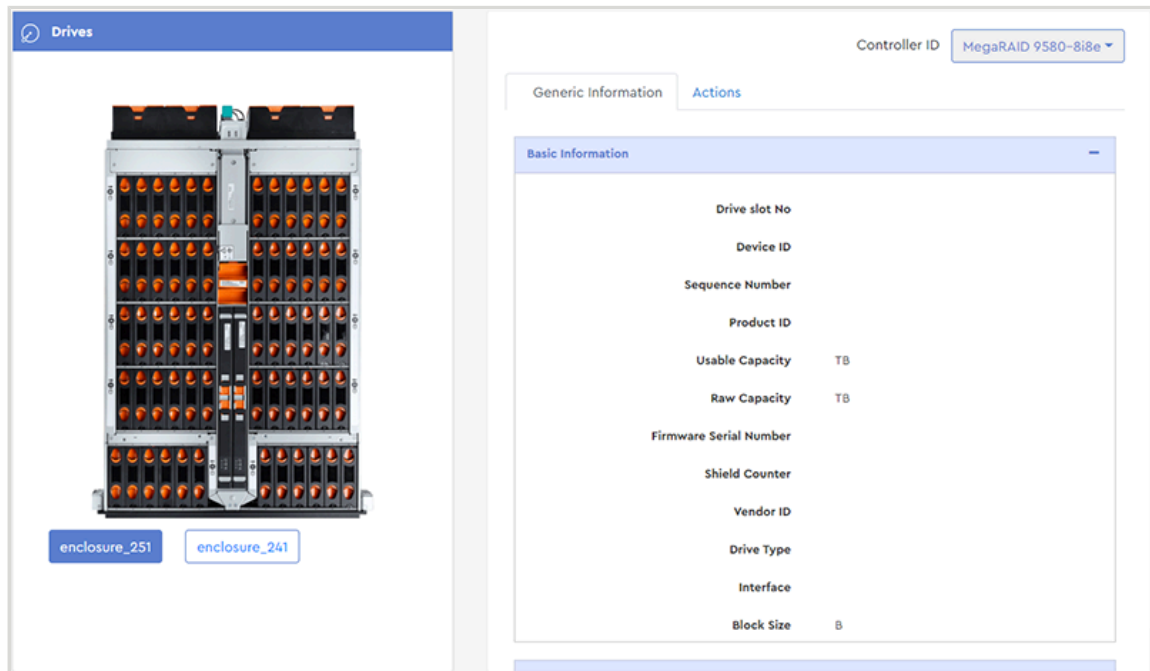 Drives
enclosure_251
enclosure_241
Controller ID
MegaRAID 9580-8i8e
Generic Information
Actions
Basic Information
Drive slot No
Device ID
Sequence Number
Product ID
Usable Capacity TB
Raw Capacity TB
Firmware Serial Number
Shield Counter
Vendor ID
Drive Type
Interface
Block Size B